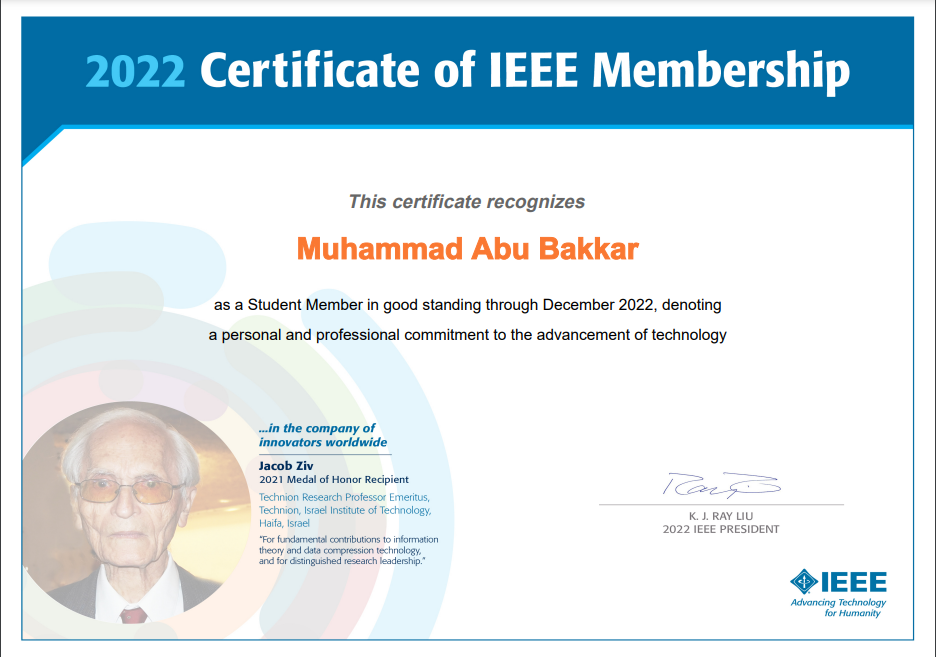 2022 Certificate of IEEE Membership
This certificate recognizes
Muhammad Abu Bakkar
as a Student Member in good standing through December 2022, denoting
a personal and professional commitment to the advancement of technology
...in the company of
innovators worldwide
Jacob Ziv
2021 Medal of Honor Recipient
Technion Research Professor Emeritus,
Technion, Israel Institute of Technology,
Haifa, Israel
"For fundamental contributions to information
theory and data compression technology,
and for distinguished research leadership."
K. J. RAY LIU
2022 IEEE PRESIDENT
IEEE
Advancing Technology
for Humanity